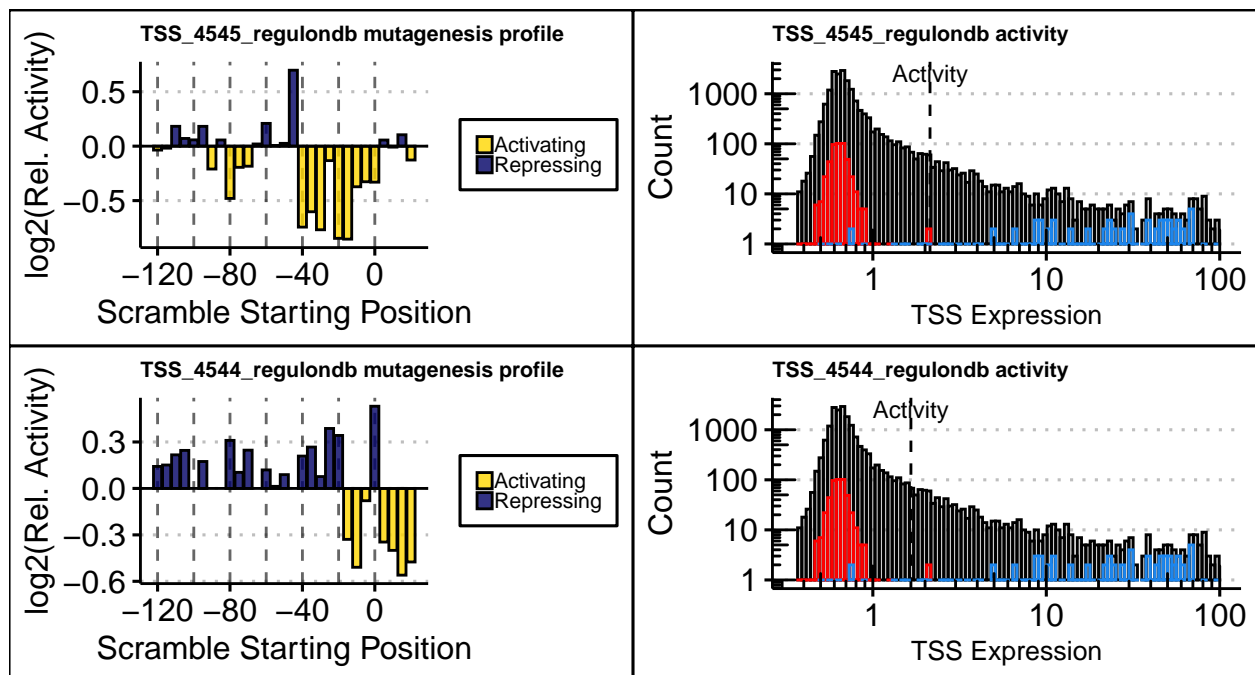 TSS_4545_regulondb mutagenesis profile
log2(Rel. Activity)
0.5
0.0
−0.5
−120 −80 −40 0
Scramble Starting Position
Activating
Repressing
TSS_4545_regulondb activity
Activity
Count
1000
100
10
1
1 10 100
TSS Expression
TSS_4544_regulondb mutagenesis profile
log2(Rel. Activity)
0.3
0.0
−0.3
−0.6
−120 −80 −40 0
Scramble Starting Position
Activating
Repressing
TSS_4544_regulondb activity
Activity
Count
1000
100
10
1
1 10 100
TSS Expression